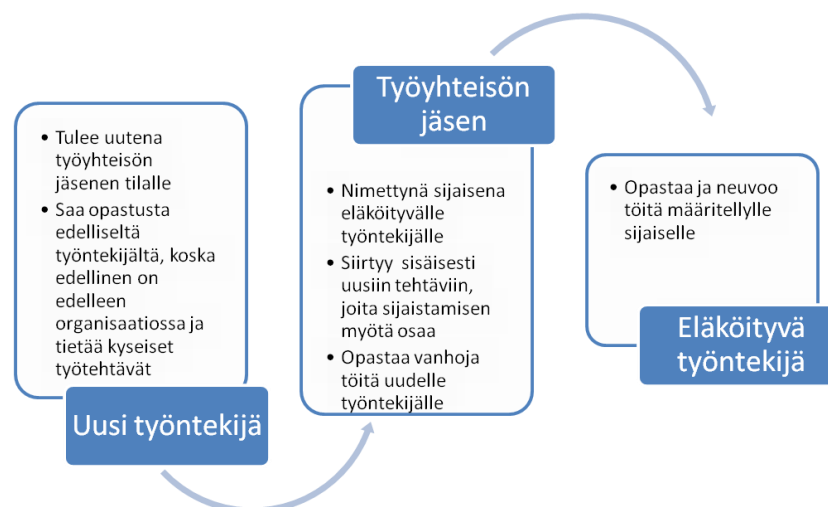 • Tulee uutena
työyhteisön
jäsenen tilalle
• Saa opastusta
edelliseltä
työntekijältä, koska
edellinen on
edelleen
organisaatiossa ja
tietää kyseiset
työtehtävät
Uusi työntekijä
Työyhteisön
jäsen
• Nimettynä sijaisena
eläköityvälle
työntekijälle
• Siirtyy sisäisesti
uusiin tehtäviin,
joita sijaistamisen
myötä osaa
• Opastaa vanhoja
töitä uudelle
työntekijälle
• Opastaa ja neuvoo
töitä määritellylle
sijaiselle
Eläköityvä
työntekijä